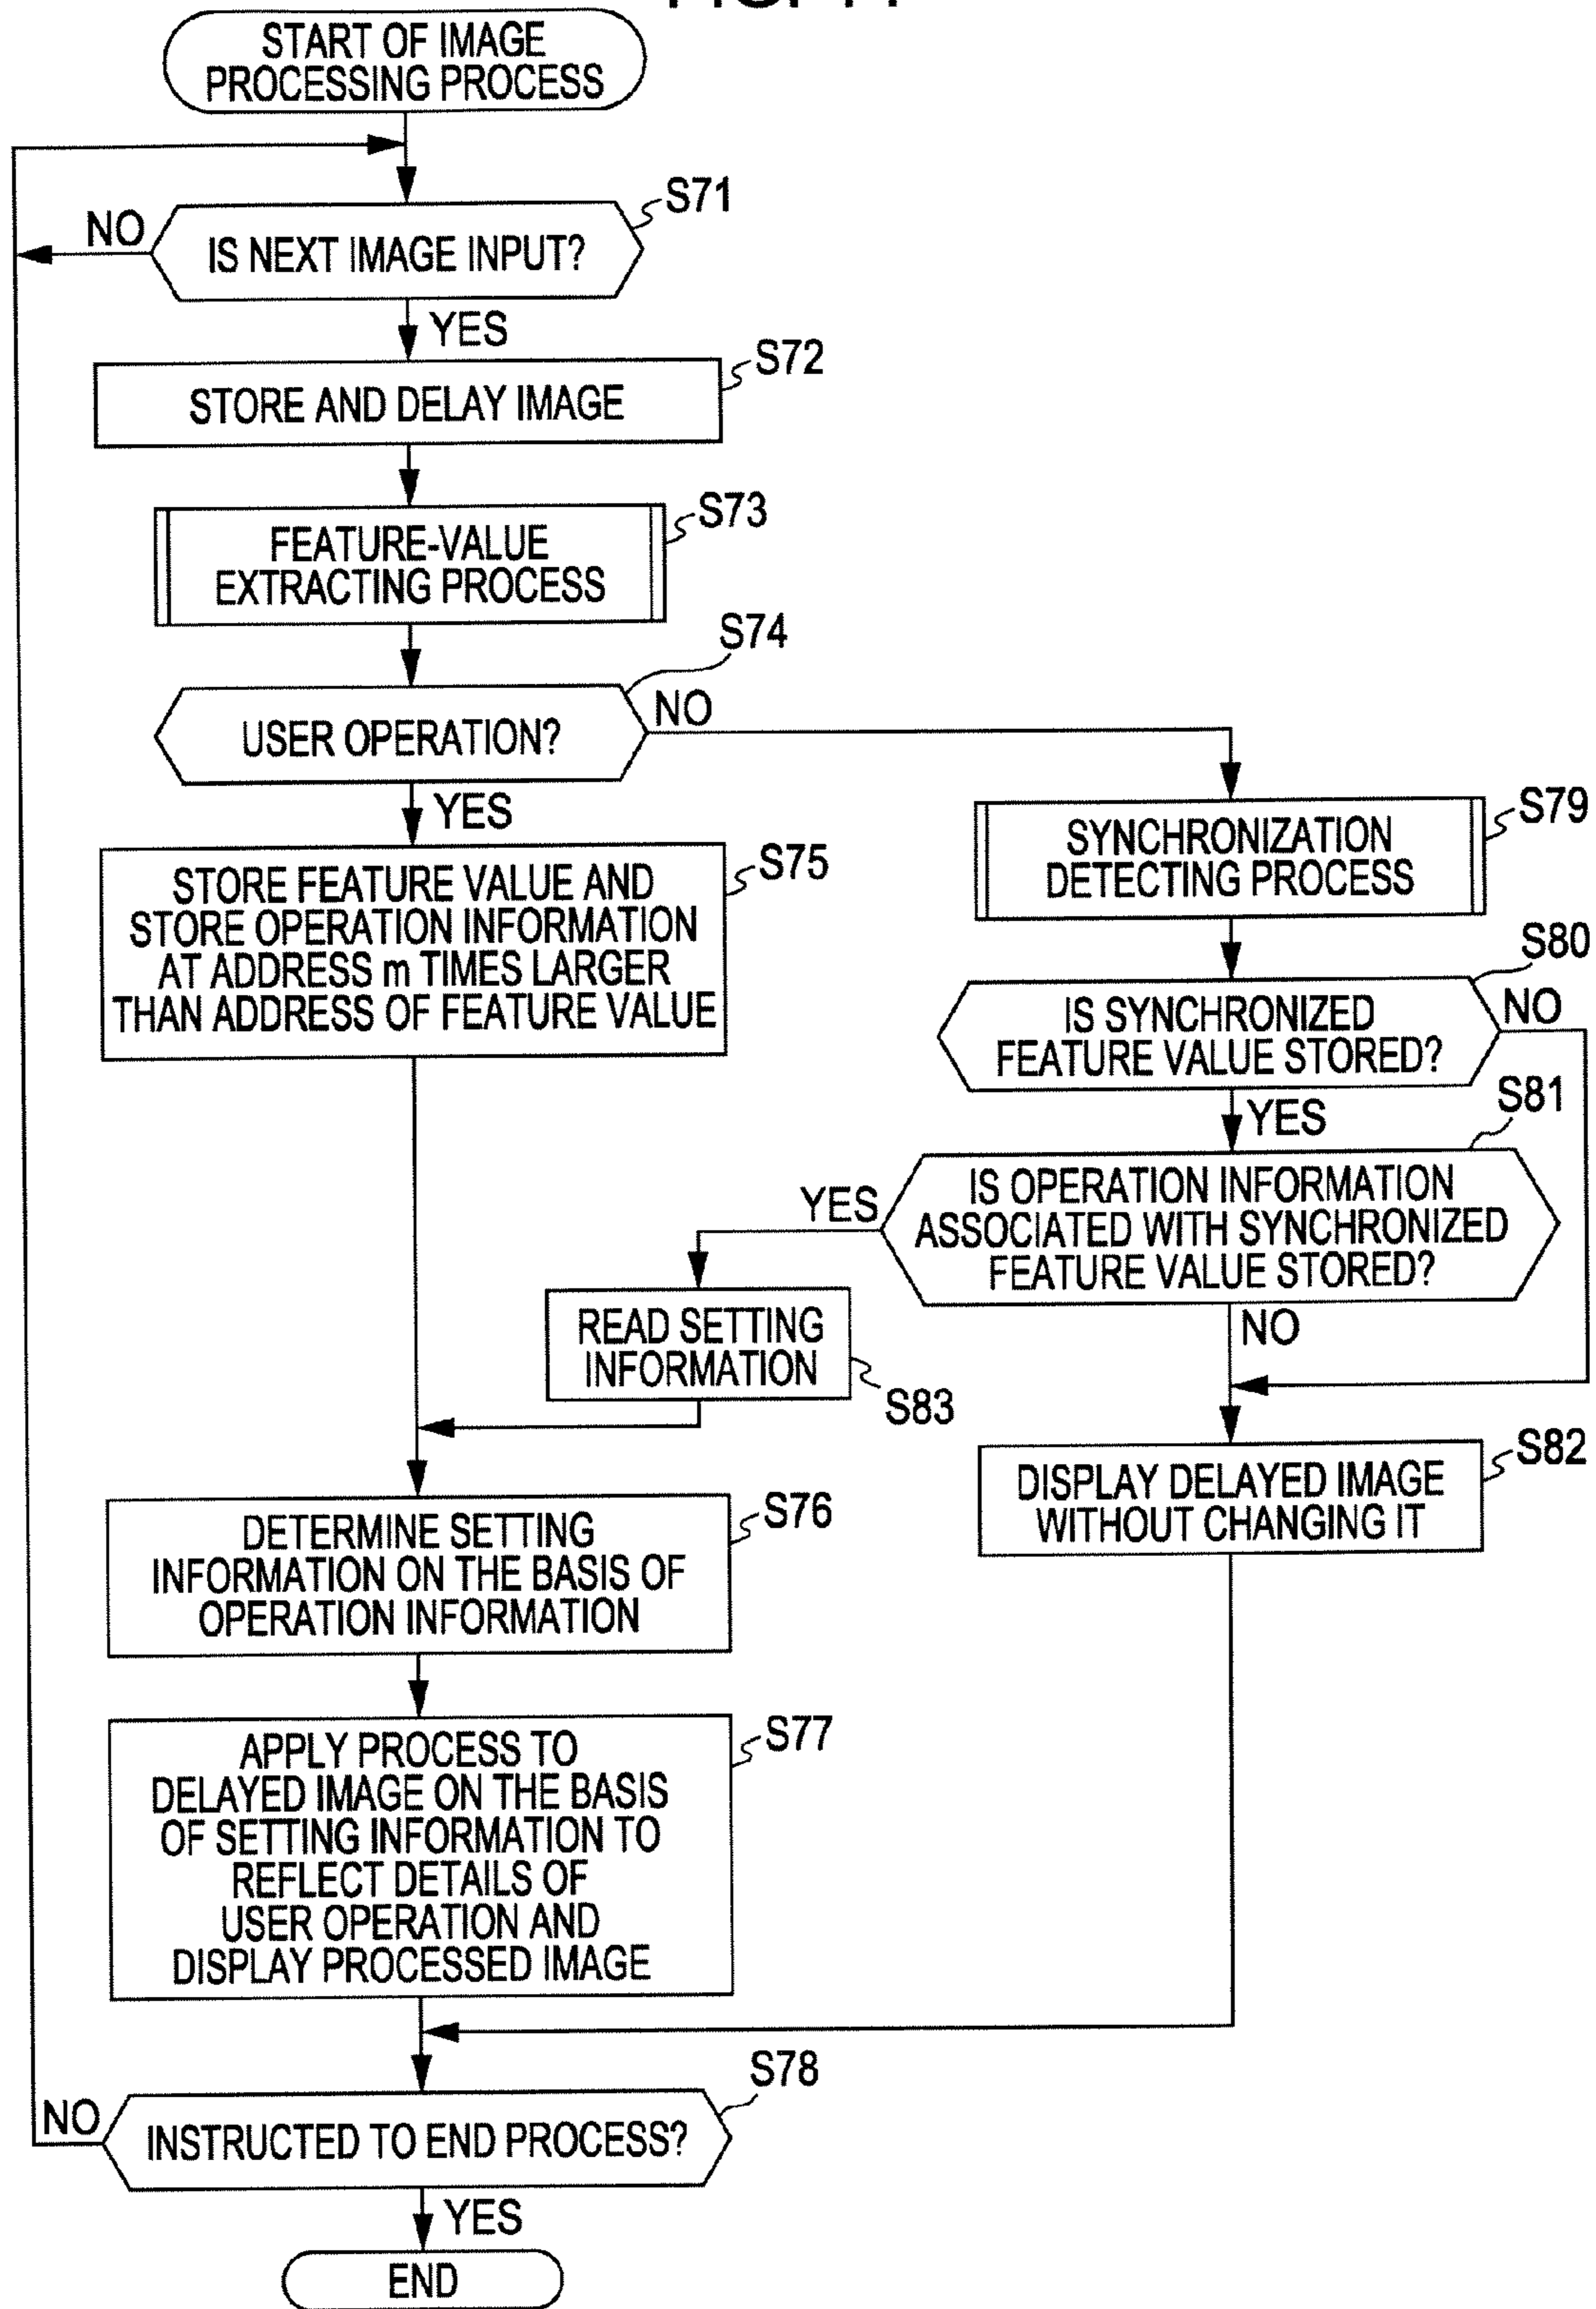 START OF IMAGE
PROCESSING PROCESS
S71
NO
IS NEXT IMAGE INPUT?
YES
S72
STORE AND DELAY IMAGE
S73
FEATURE-VALUE
EXTRACTING PROCESS
S74
NO
USER OPERATION?
YES
S75
STORE FEATURE VALUE AND
STORE OPERATION INFORMATION
AT ADDRESS m TIMES LARGER
THAN ADDRESS OF FEATURE VALUE
S79
SYNCHRONIZATION
DETECTING PROCESS
S80
NO
IS SYNCHRONIZED
FEATURE VALUE STORED?
YES
S81
YES
IS OPERATION INFORMATION
ASSOCIATED WITH SYNCHRONIZED
FEATURE VALUE STORED?
NO
READ SETTING
INFORMATION
S83
S82
DISPLAY DELAYED IMAGE
WITHOUT CHANGING IT
S76
DETERMINE SETTING
INFORMATION ON THE BASIS OF
OPERATION INFORMATION
S77
APPLY PROCESS TO
DELAYED IMAGE ON THE BASIS
OF SETTING INFORMATION TO
REFLECT DETAILS OF
USER OPERATION AND
DISPLAY PROCESSED IMAGE
S78
NO
INSTRUCTED TO END PROCESS?
YES
END